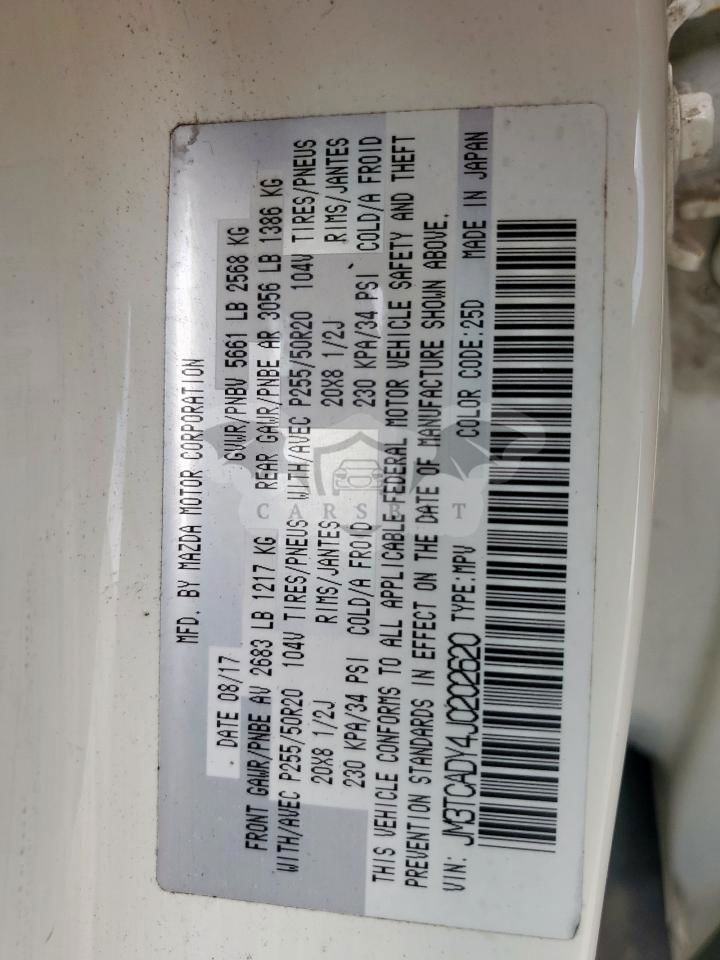 MFD. BY MAZDA MOTOR CORPORATION
DATE 08/17 GVWR/PNBV 5661 LB 2568 KG
FRONT GAWR/PNBE AV 2683 LB 1217 KG REAR GAWR/PNBE AR 3056 LB 1386 KG
WITH/AVEC P255/50R20 104V TIRES/PNEUS WITH/AVEC P255/50R20 104V TIRES/PNEUS
20X8 1/2J RIMS/JANTES 20X8 1/2J RIMS/JANTES
230 KPA/34 PSI COLD/A FROID 230 KPA/34 PSI COLD/A FROID
THIS VEHICLE CONFORMS TO ALL APPLICABLE FEDERAL MOTOR VEHICLE SAFETY AND THEFT
PREVENTION STANDARDS IN EFFECT ON THE DATE OF MANUFACTURE SHOWN ABOVE.
VIN: JM3TCADY4J0202620 TYPE:MPV COLOR CODE:25D MADE IN JAPAN
CARSBAT